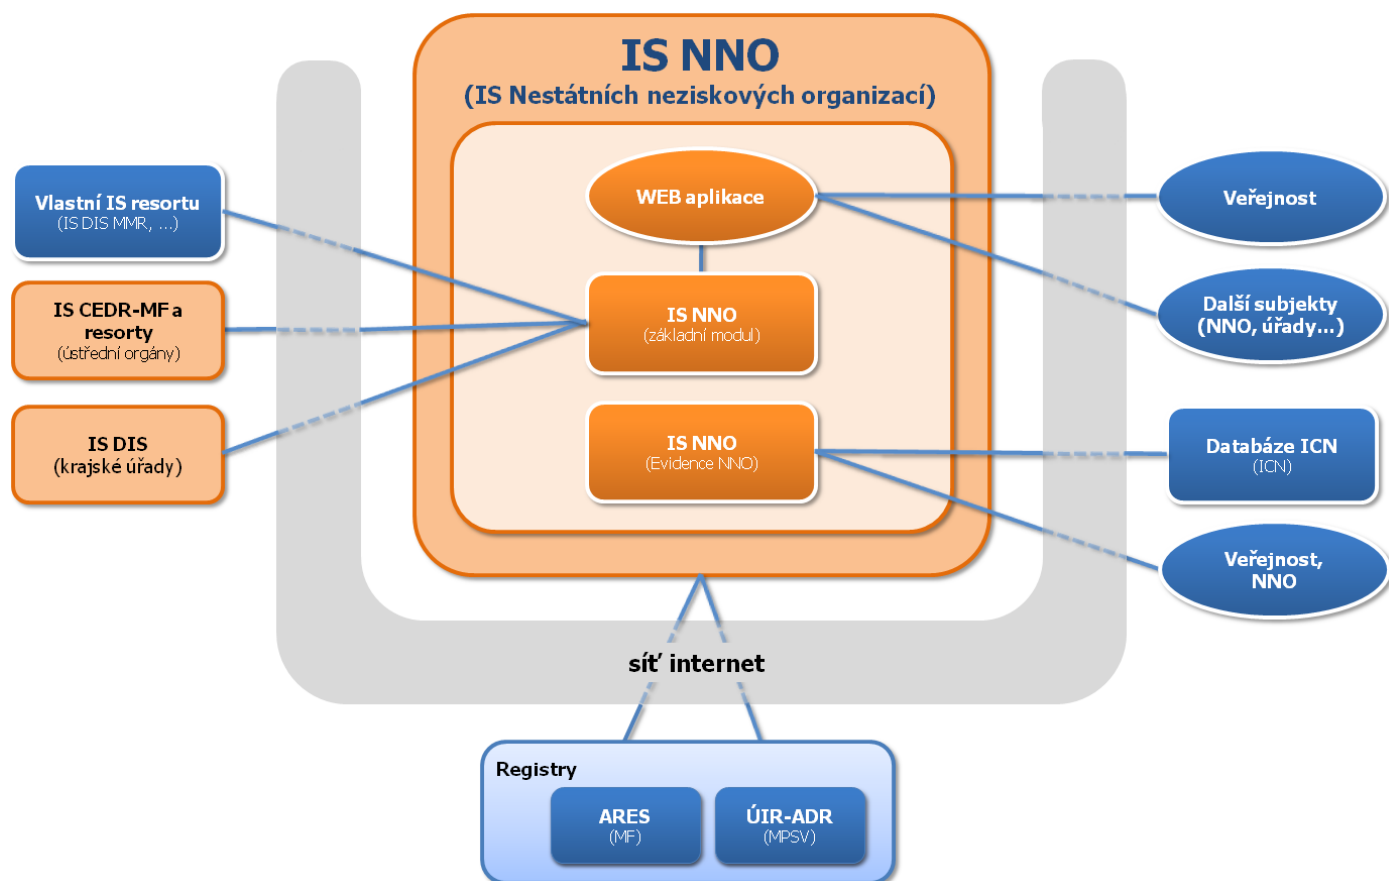 IS NNO
(IS Nestátních neziskových organizací)
WEB aplikace
Veřejnost
Vlastní IS resortu
(IS DIS MMR, ...)
IS CEDR-MF a
resorty
(ústřední orgány)
IS NNO
(základní modul)
Další subjekty
(NNO, úřady...)
IS DIS
(krajské úřady)
IS NNO
(Evidence NNO)
Databáze ICN
(ICN)
Veřejnost,
NNO
síť internet
Registry
ARES
(MF)
ÚIR-ADR
(MPSV)